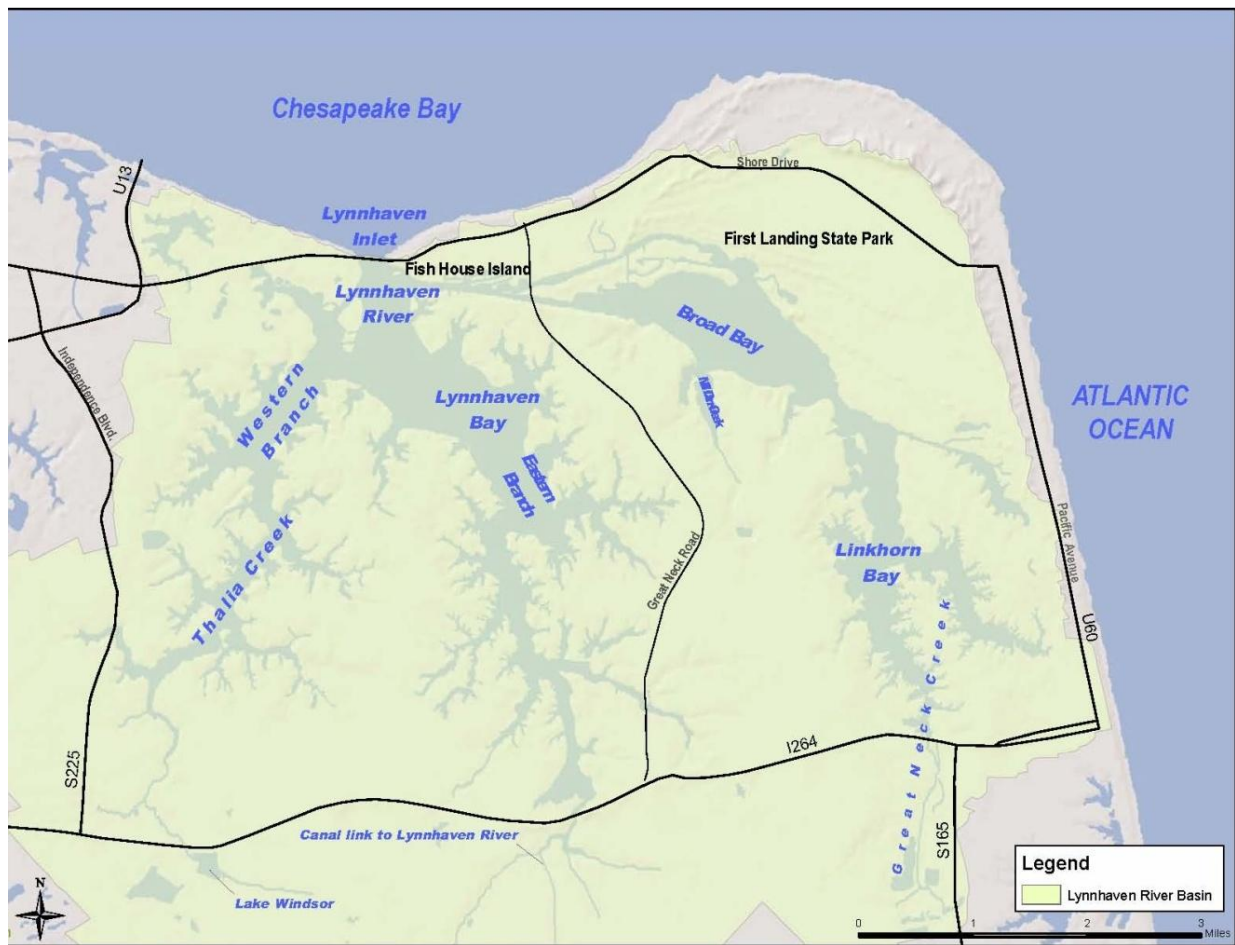 Chesapeake Bay
U13
Shore Drive
Lynnhaven
Inlet
First Landing State Park
Fish House Island
Lynnhaven
River
Broad Bay
Independence Blvd.
Western
Branch
Lynnhaven
Bay
ATLANTIC
OCEAN
Eastern
Branch
Thalia Creek
Great Neck Road
Linkhorn
Bay
Pacific Avenue
U60
Great Neck Creek
S225
I264
S165
Canal link to Lynnhaven River
Lake Windsor
N
Legend
Lynnhaven River Basin
0 1 2 3
Miles